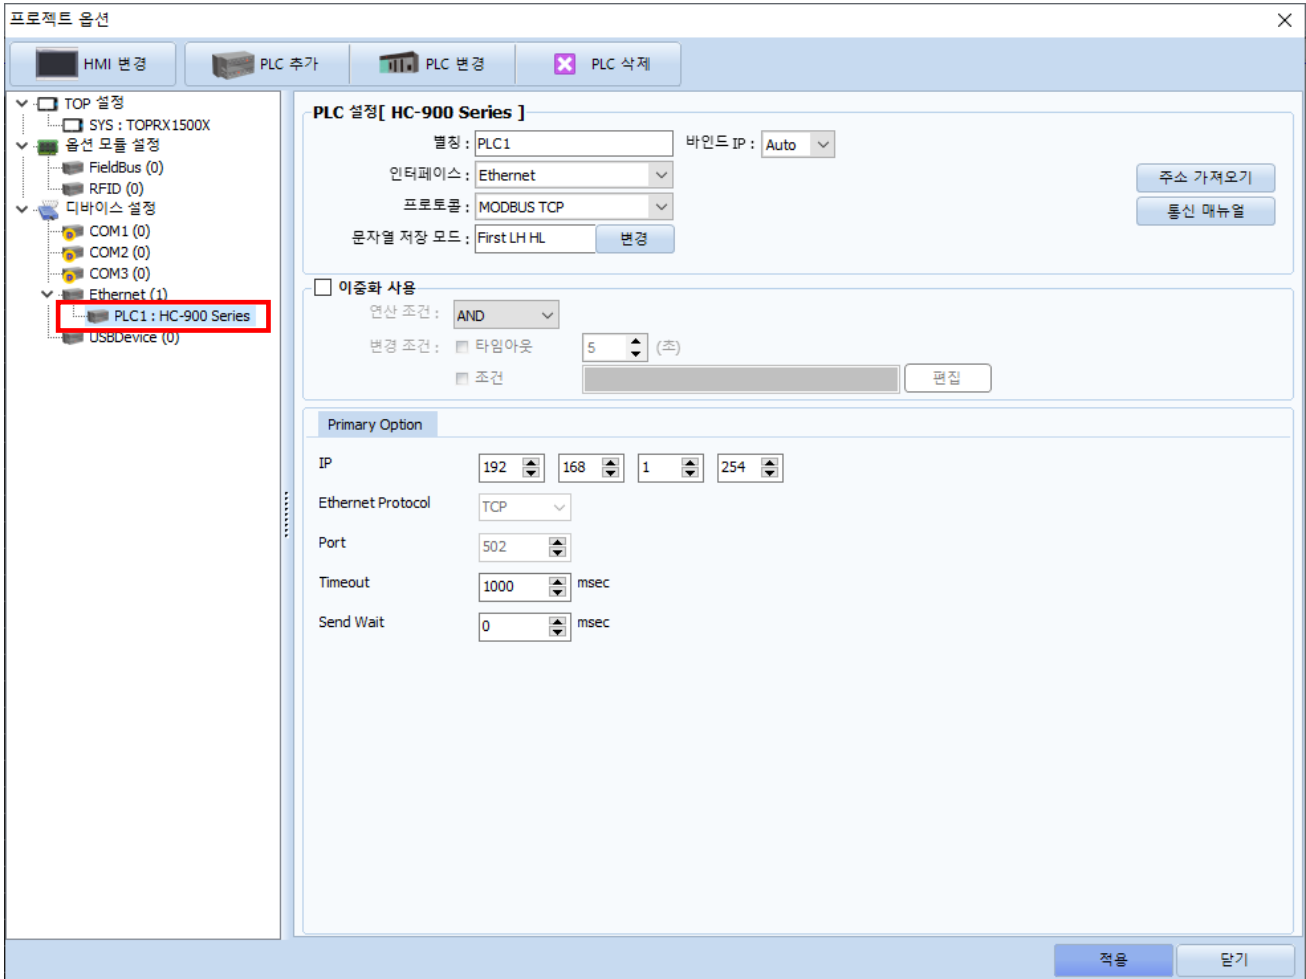 프로젝트 옵션
HMI 변경
PLC 추가
PLC 변경
PLC 삭제
TOP 설정
SYS : TOPRX1500X
옵션 모듈 설정
FieldBus (0)
RFID (0)
디바이스 설정
COM1 (0)
COM2 (0)
COM3 (0)
Ethernet (1)
PLC1 : HC-900 Series
USBDevice (0)
PLC 설정[ HC-900 Series ]
별칭 : PLC1 바인드 IP : Auto
인터페이스 : Ethernet
주소 가져오기
프로토콜 : MODBUS TCP
통신 매뉴얼
문자열 저장 모드 : First LH HL 변경
이중화 사용
연산 조건 : AND
변경 조건 : 타임아웃 5 (초)
조건 편집
Primary Option
IP 192 168 1 254
Ethernet Protocol TCP
Port 502
Timeout 1000 msec
Send Wait 0 msec
적용 닫기